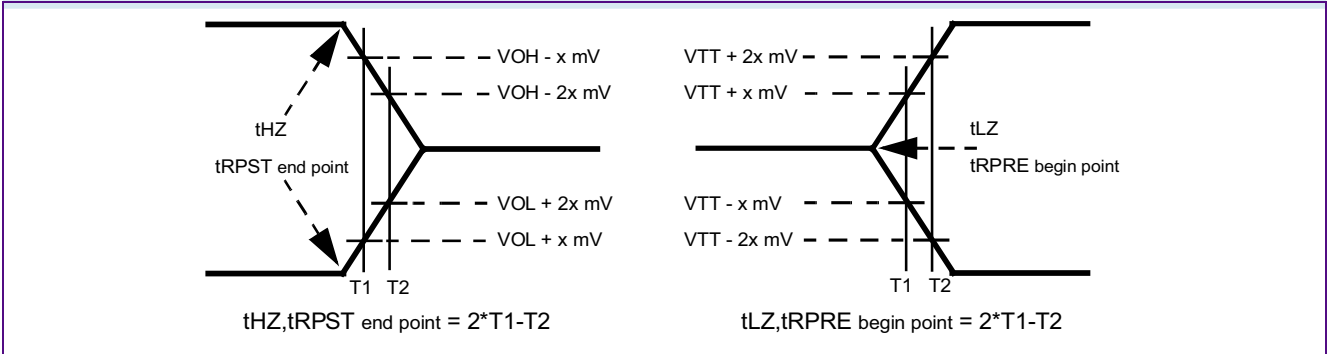 VOH - x mV
VOH - 2x mV
tHZ
tRPST end point
VOL + 2x mV
VOL + x mV
T1 T2
tHZ,tRPST end point = 2*T1-T2
VTT + 2x mV
VTT + x mV
tLZ
tRPRE begin point
VTT - x mV
VTT - 2x mV
T1 T2
tLZ,tRPRE begin point = 2*T1-T2